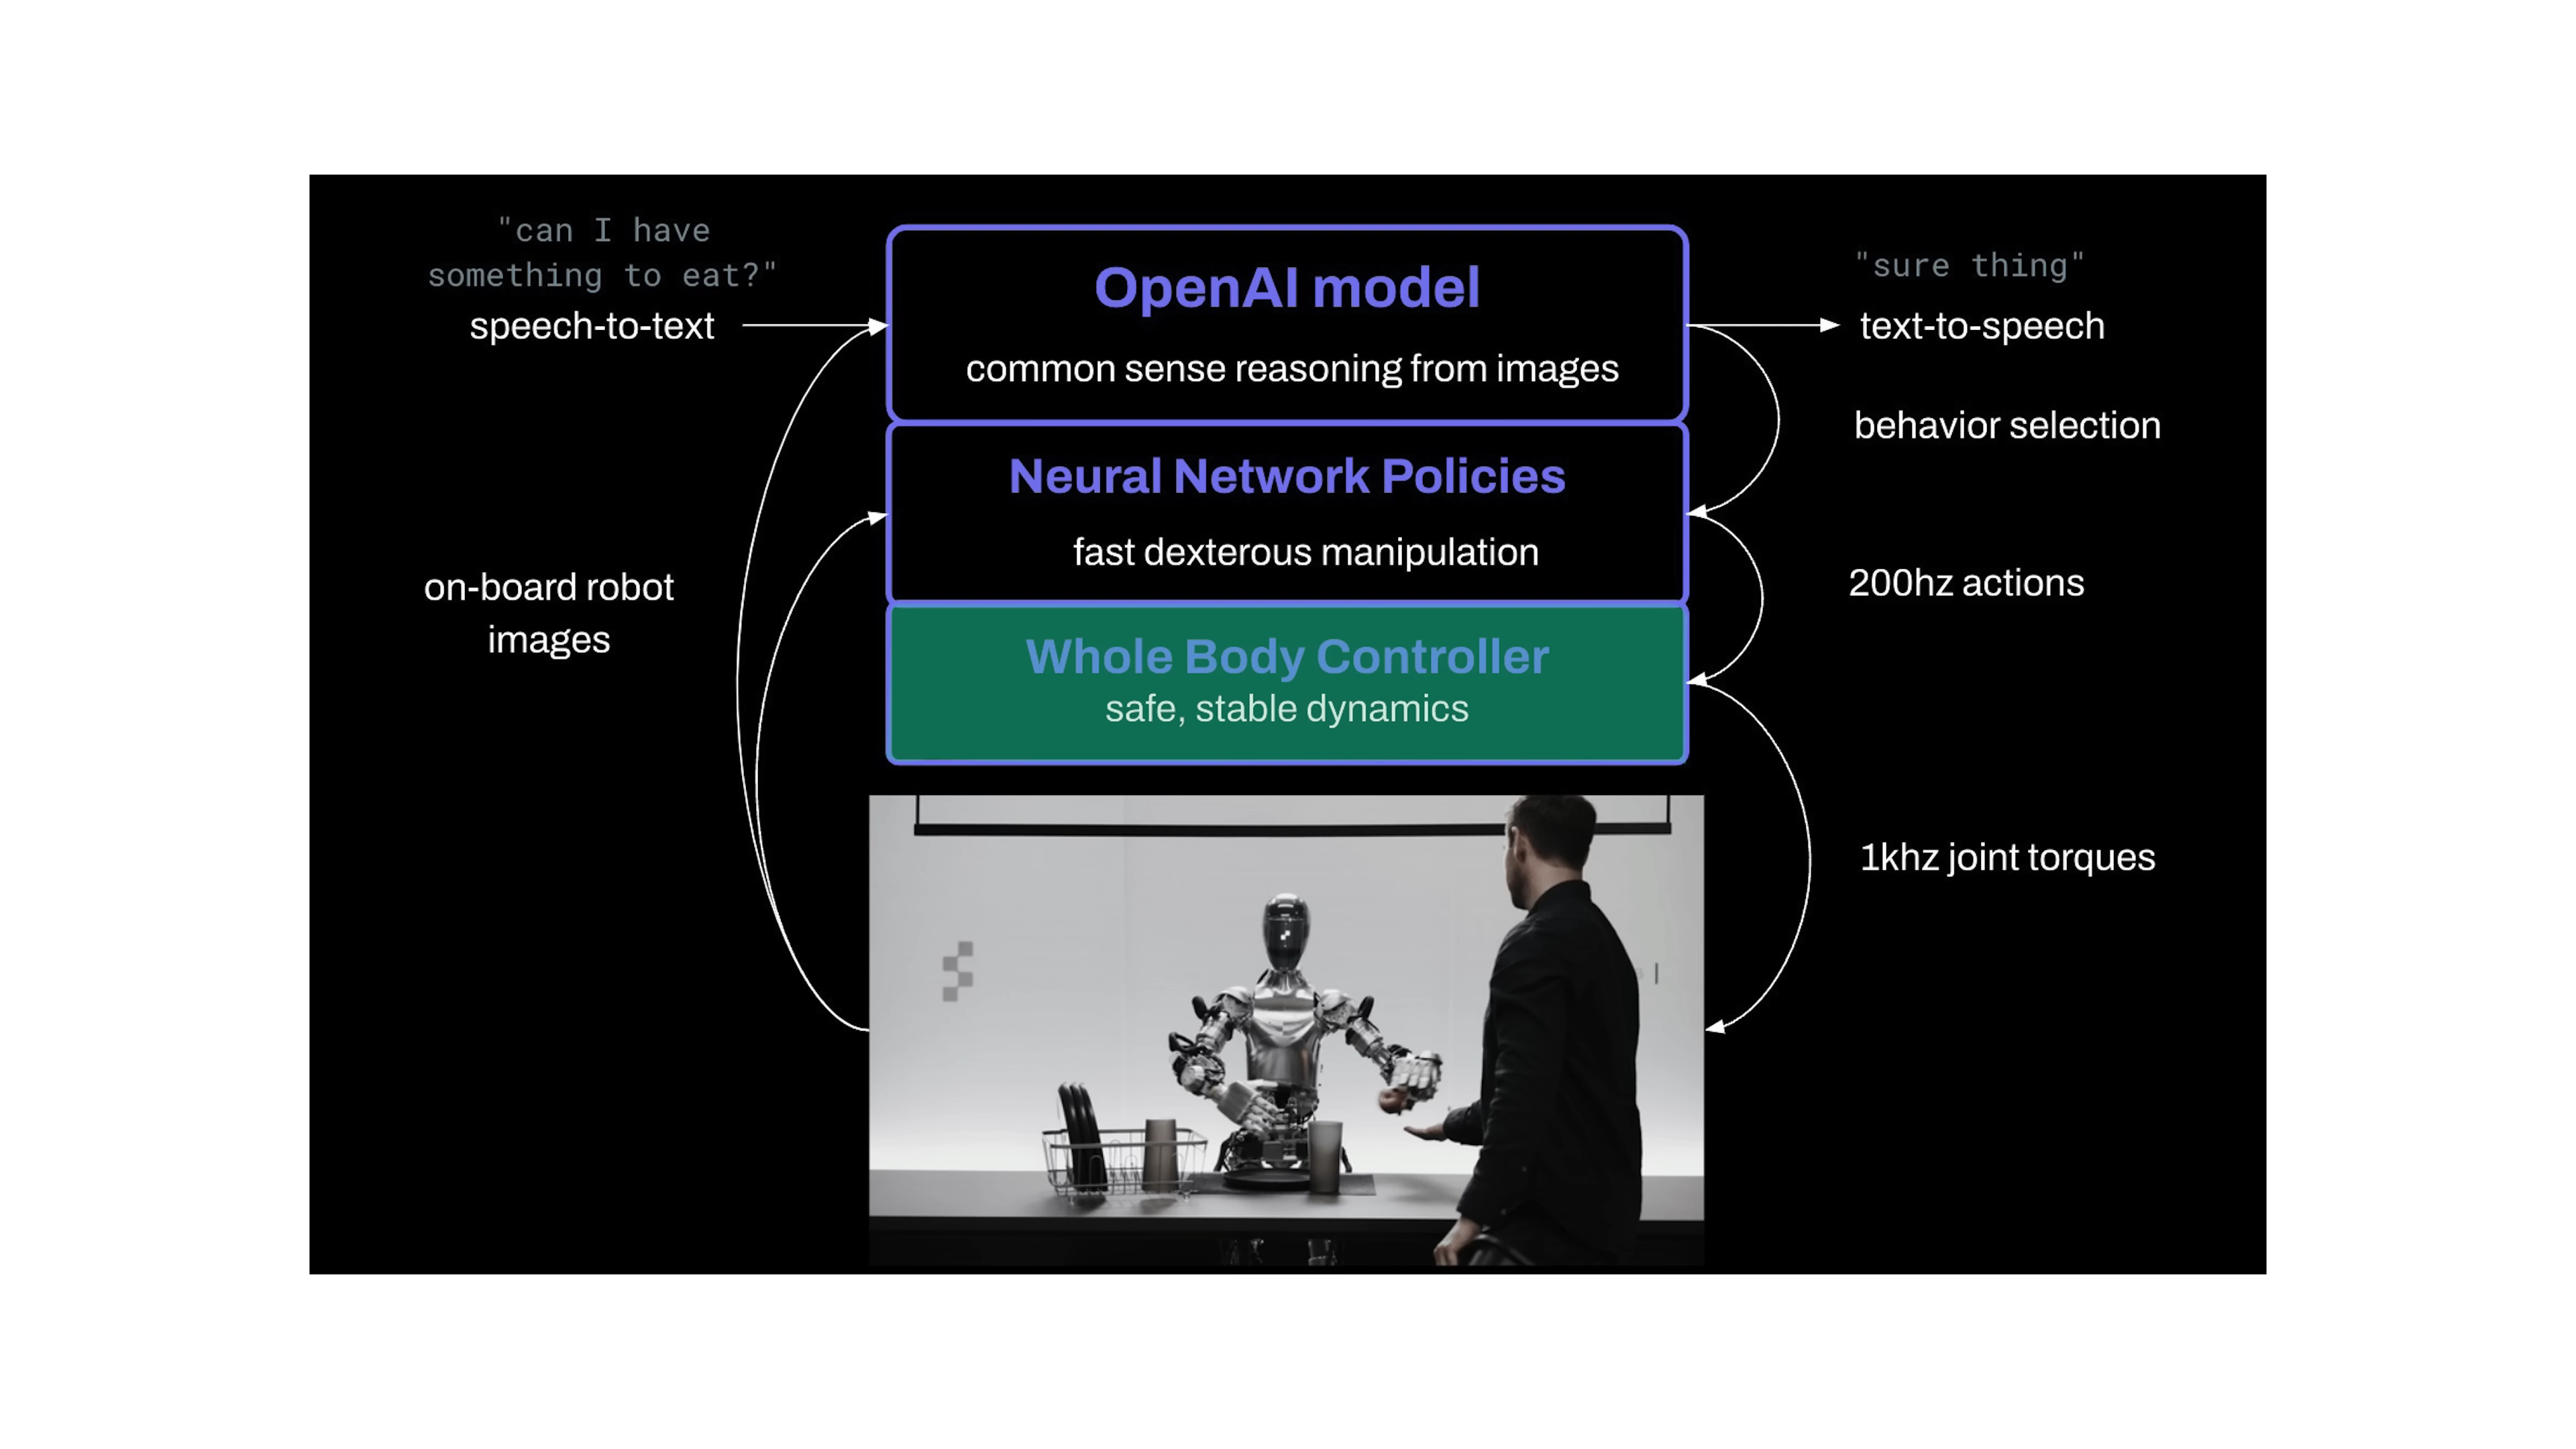 "can I have
something to eat?"
speech-to-text
on-board robot
images
OpenAI model
common sense reasoning from images
Neural Network Policies
fast dexterous manipulation
Whole Body Controller
safe, stable dynamics
"sure thing"
text-to-speech
behavior selection
200hz actions
1khz joint torques